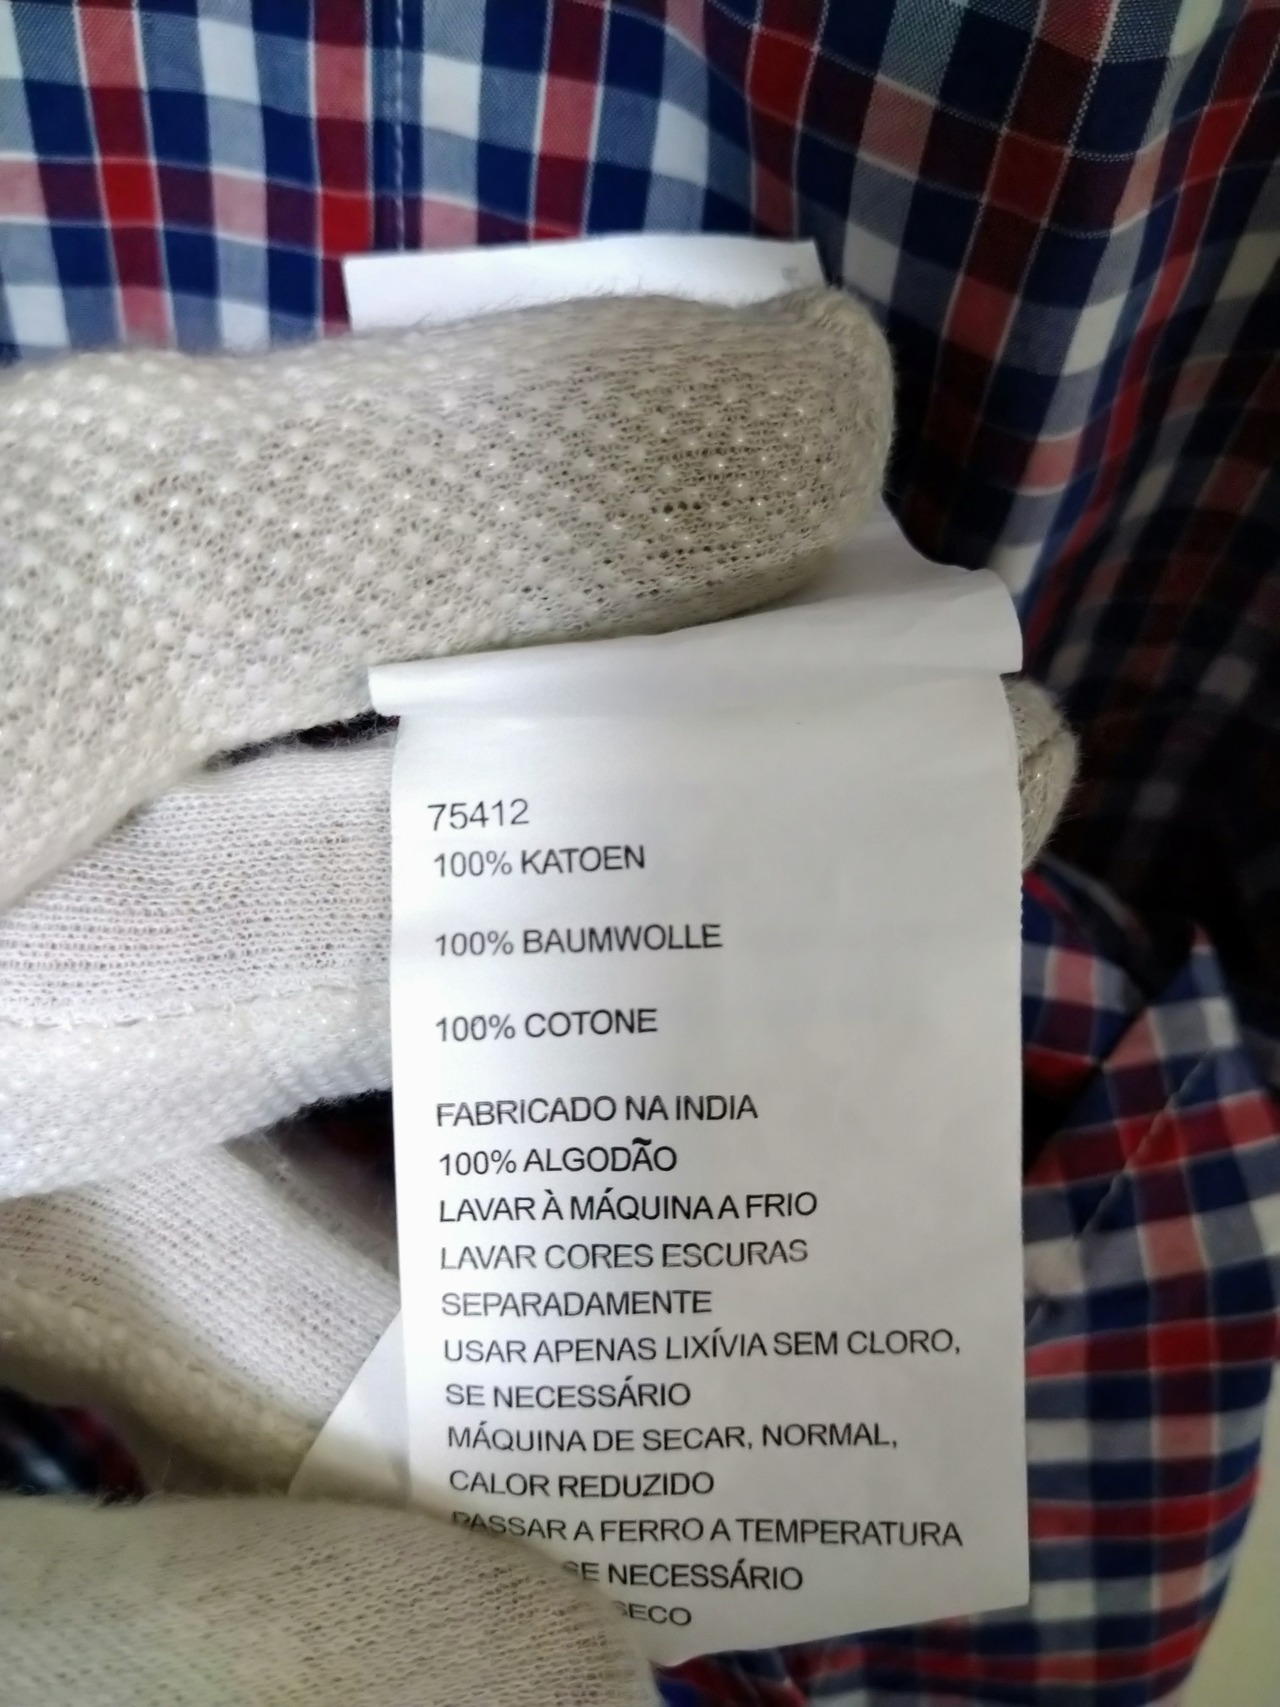 75412
100% KATOEN
100% BAUMWOLLE
100% COTONE
FABRICADO NA INDIA
100% ALGODÃO
LAVAR À MÁQUINA A FRIO
LAVAR CORES ESCURAS
SEPARADAMENTE
USAR APENAS LIXÍVIA SEM CLORO,
SE NECESSÁRIO
MÁQUINA DE SECAR, NORMAL,
CALOR REDUZIDO
PASSAR A FERRO A TEMPERATURA
SE NECESSÁRIO
SECO